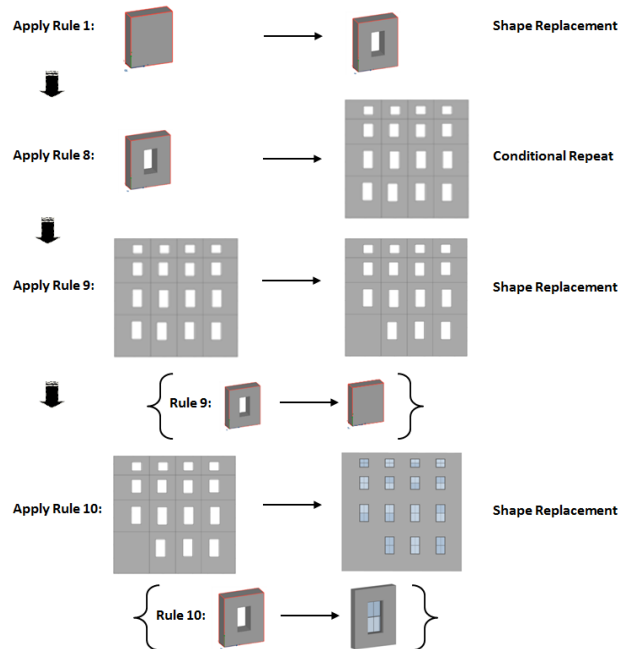 Apply Rule 1:
Shape Replacement
Apply Rule 8:
Conditional Repeat
Apply Rule 9:
Shape Replacement
Rule 9:
Apply Rule 10:
Shape Replacement
Rule 10: